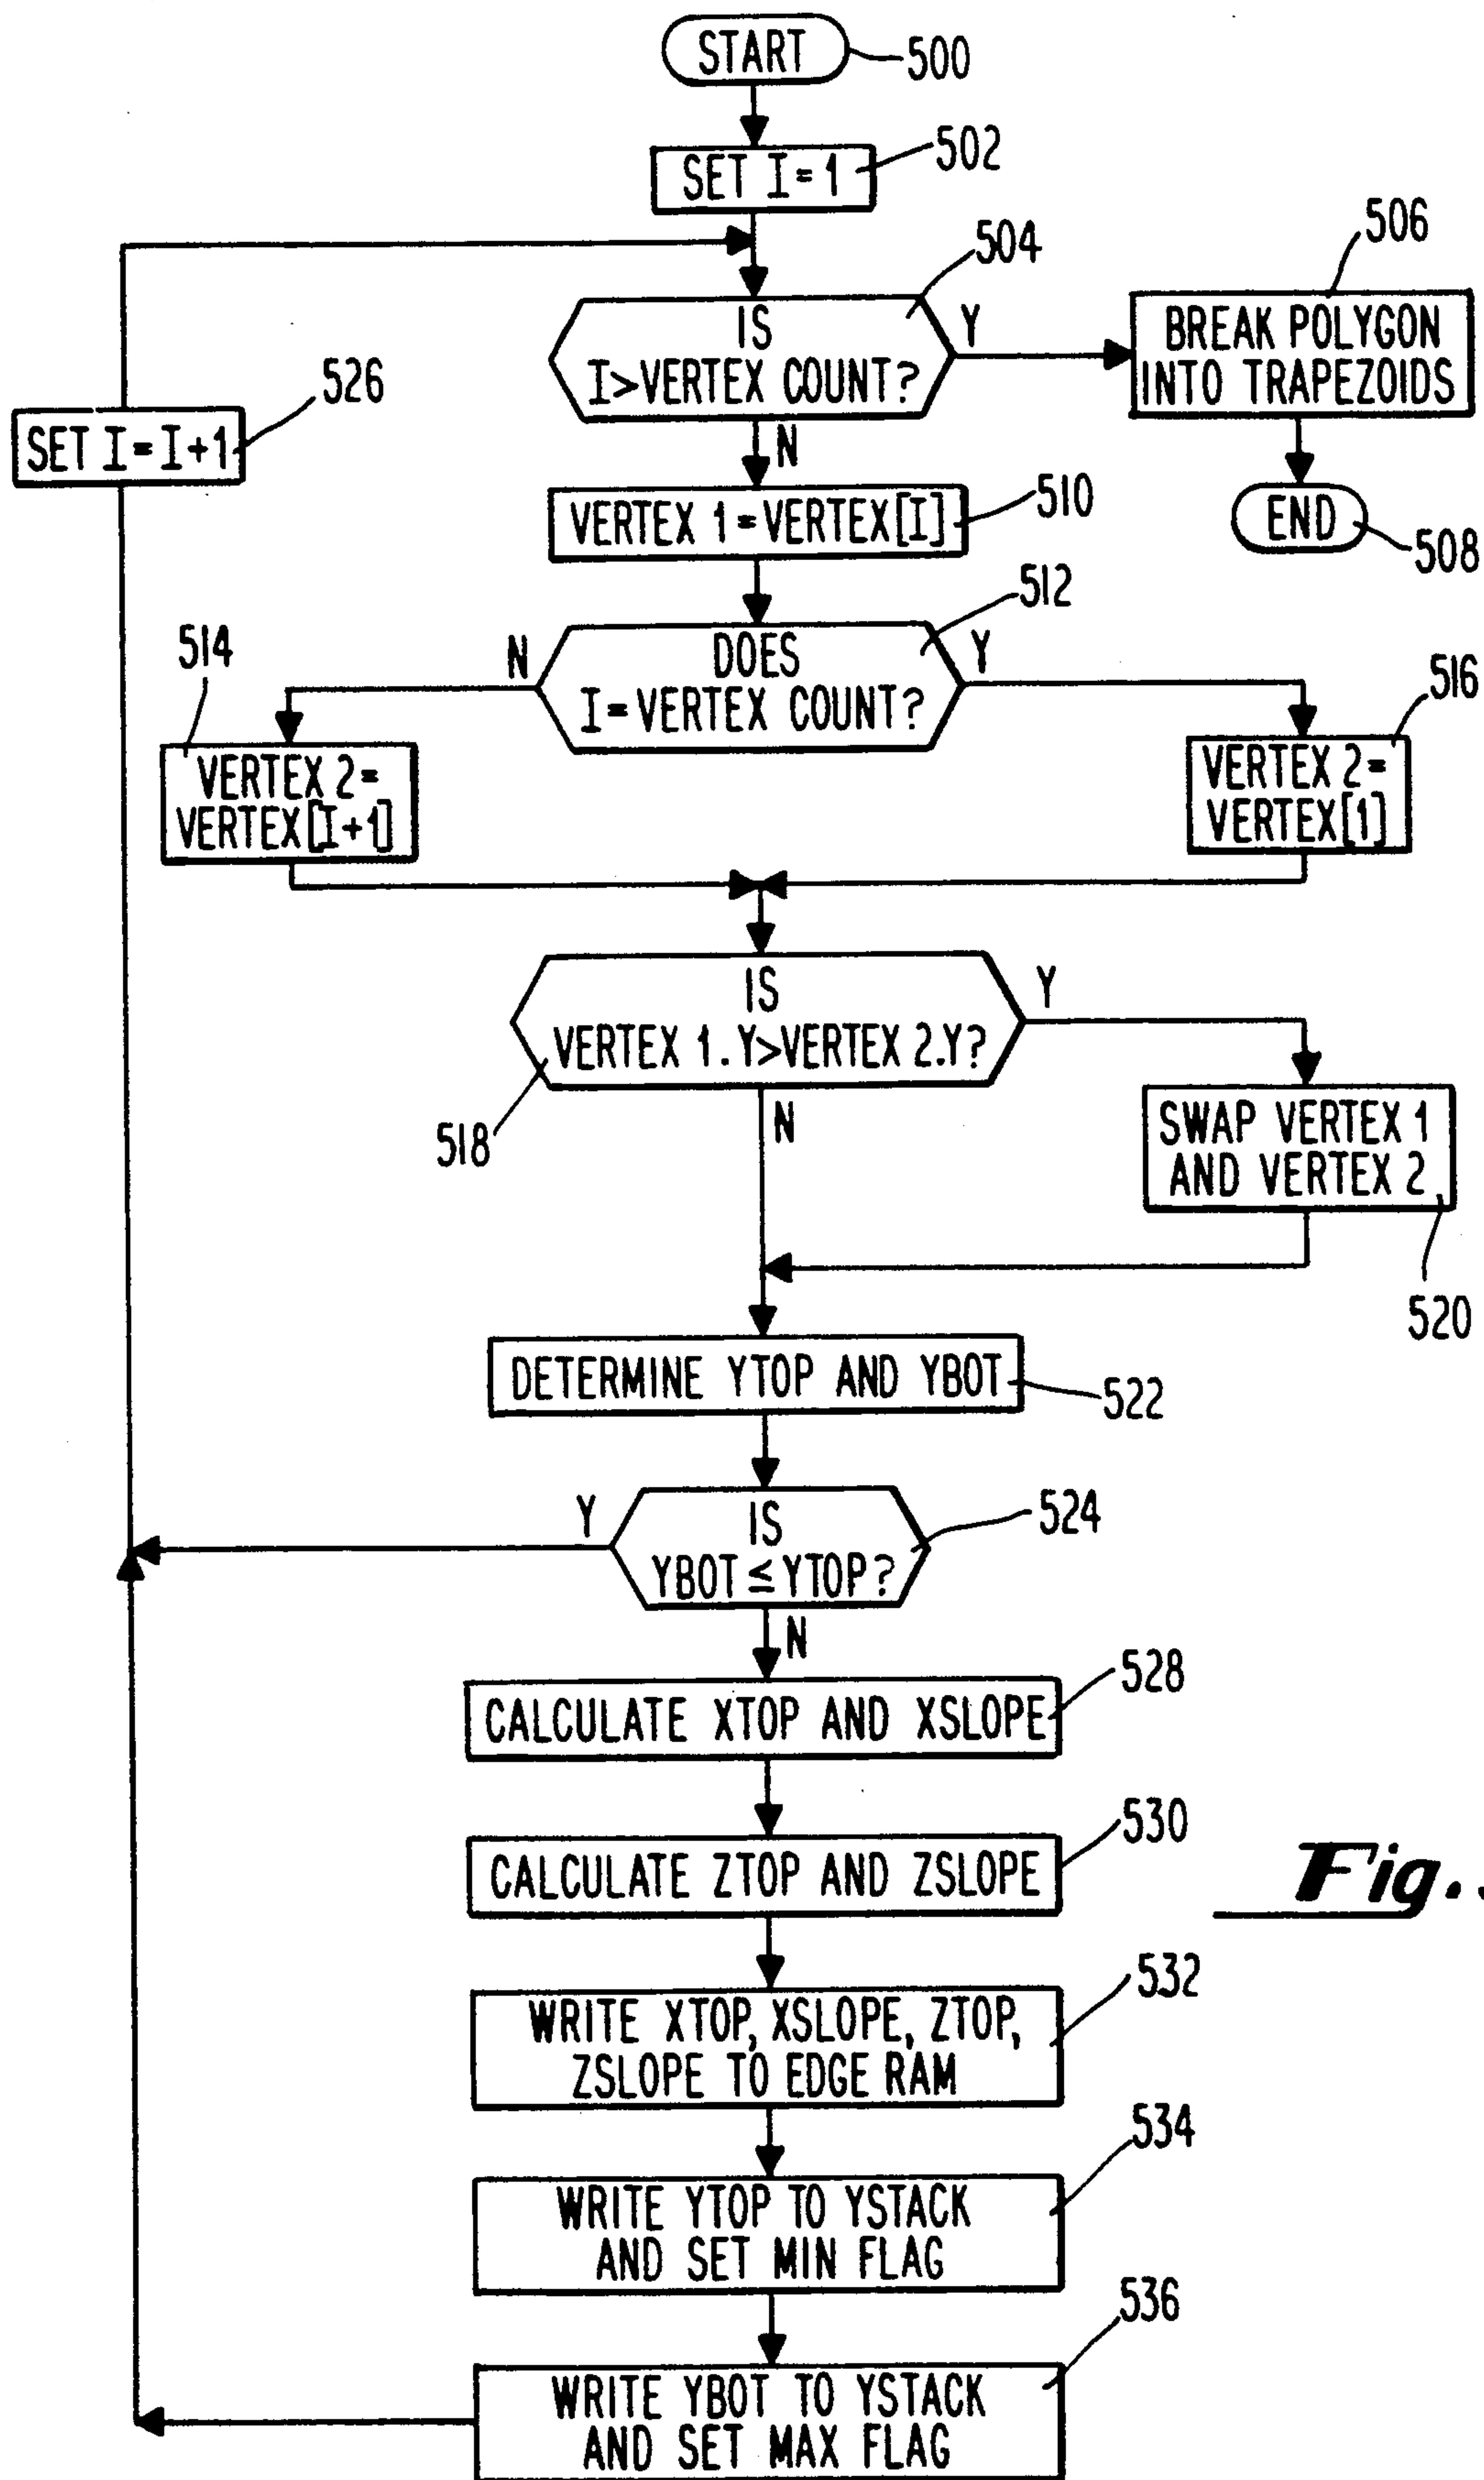 START
500
SET I = 1
502
IS
I>VERTEX COUNT?
504
Y
N
BREAK POLYGON
INTO TRAPEZOIDS
506
END
508
SET I = I+1
526
VERTEX 1 = VERTEX[I]
510
DOES
I = VERTEX COUNT?
512
N
Y
514
VERTEX 2 =
VERTEX[I+1]
516
VERTEX 2 =
VERTEX[1]
IS
VERTEX 1.Y>VERTEX 2.Y?
518
Y
N
SWAP VERTEX 1
AND VERTEX 2
520
DETERMINE YTOP AND YBOT
522
IS
YBOT ≤ YTOP?
524
Y
N
CALCULATE XTOP AND XSLOPE
528
CALCULATE ZTOP AND ZSLOPE
530
Fig.
WRITE XTOP, XSLOPE, ZTOP,
ZSLOPE TO EDGE RAM
532
WRITE YTOP TO YSTACK
AND SET MIN FLAG
534
WRITE YBOT TO YSTACK
AND SET MAX FLAG
536